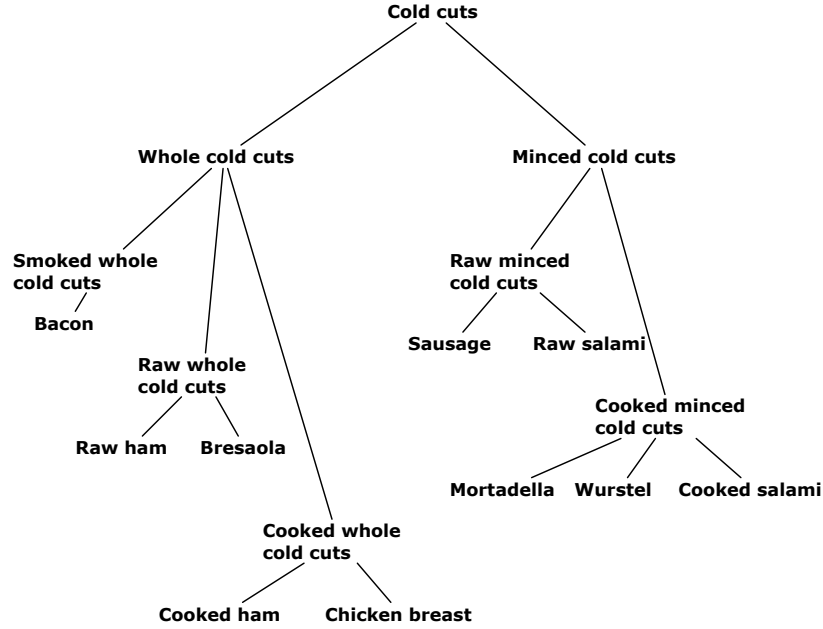 Cold cuts
Whole cold cuts
Minced cold cuts
Smoked whole
cold cuts
Raw minced
cold cuts
Bacon
Sausage
Raw salami
Raw whole
cold cuts
Cooked minced
cold cuts
Raw ham
Bresaola
Mortadella
Wurstel
Cooked salami
Cooked whole
cold cuts
Cooked ham
Chicken breast